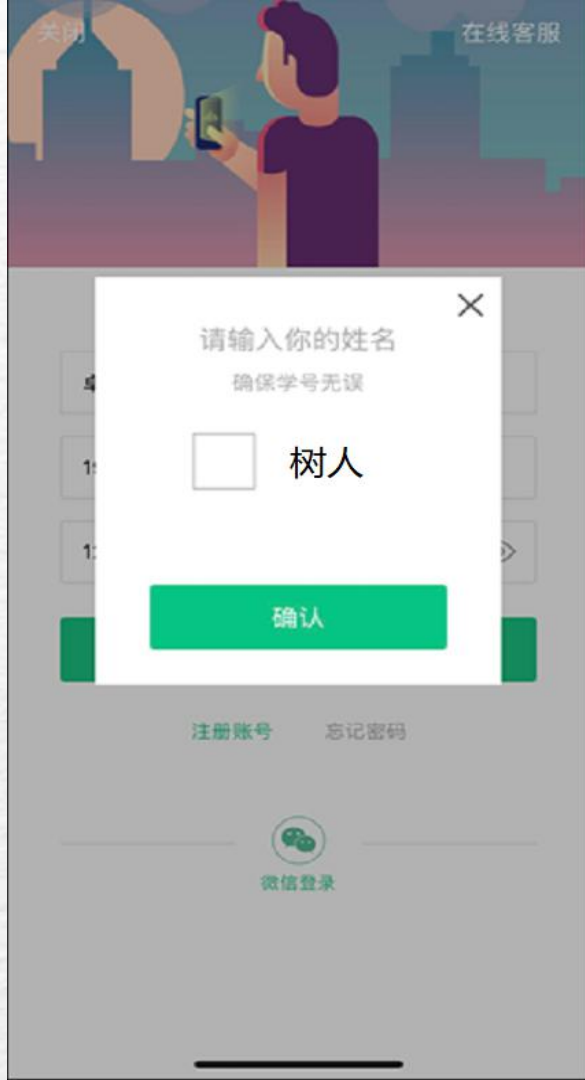 关闭
在线客服
请输入你的姓名
确保学号无误
树人
确认
注册账号
忘记密码
微信登录